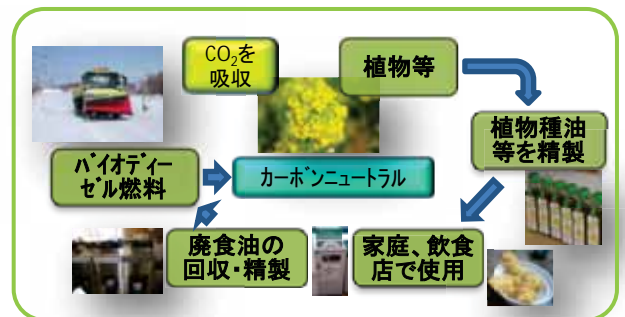 CO₂を
吸収
植物等
植物種油
等を精製
家庭、飲食
店で使用
廃食油の
回収・精製
バイオディー
ゼル燃料
カーボンニュートラル